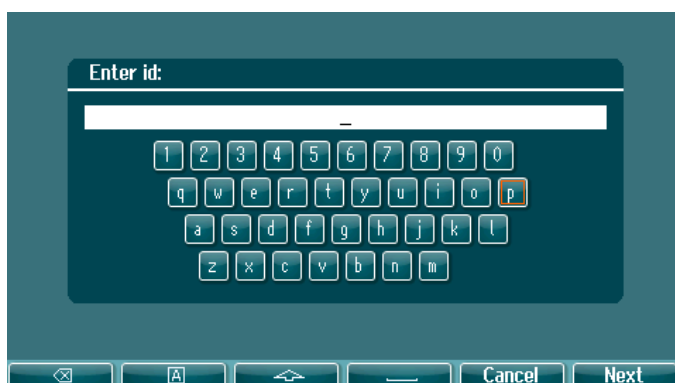 Enter id:
_
1 2 3 4 5 6 7 8 9 0
q w e r t y u i o p
a s d f g h j k l
z x c v b n m
A Cancel Next